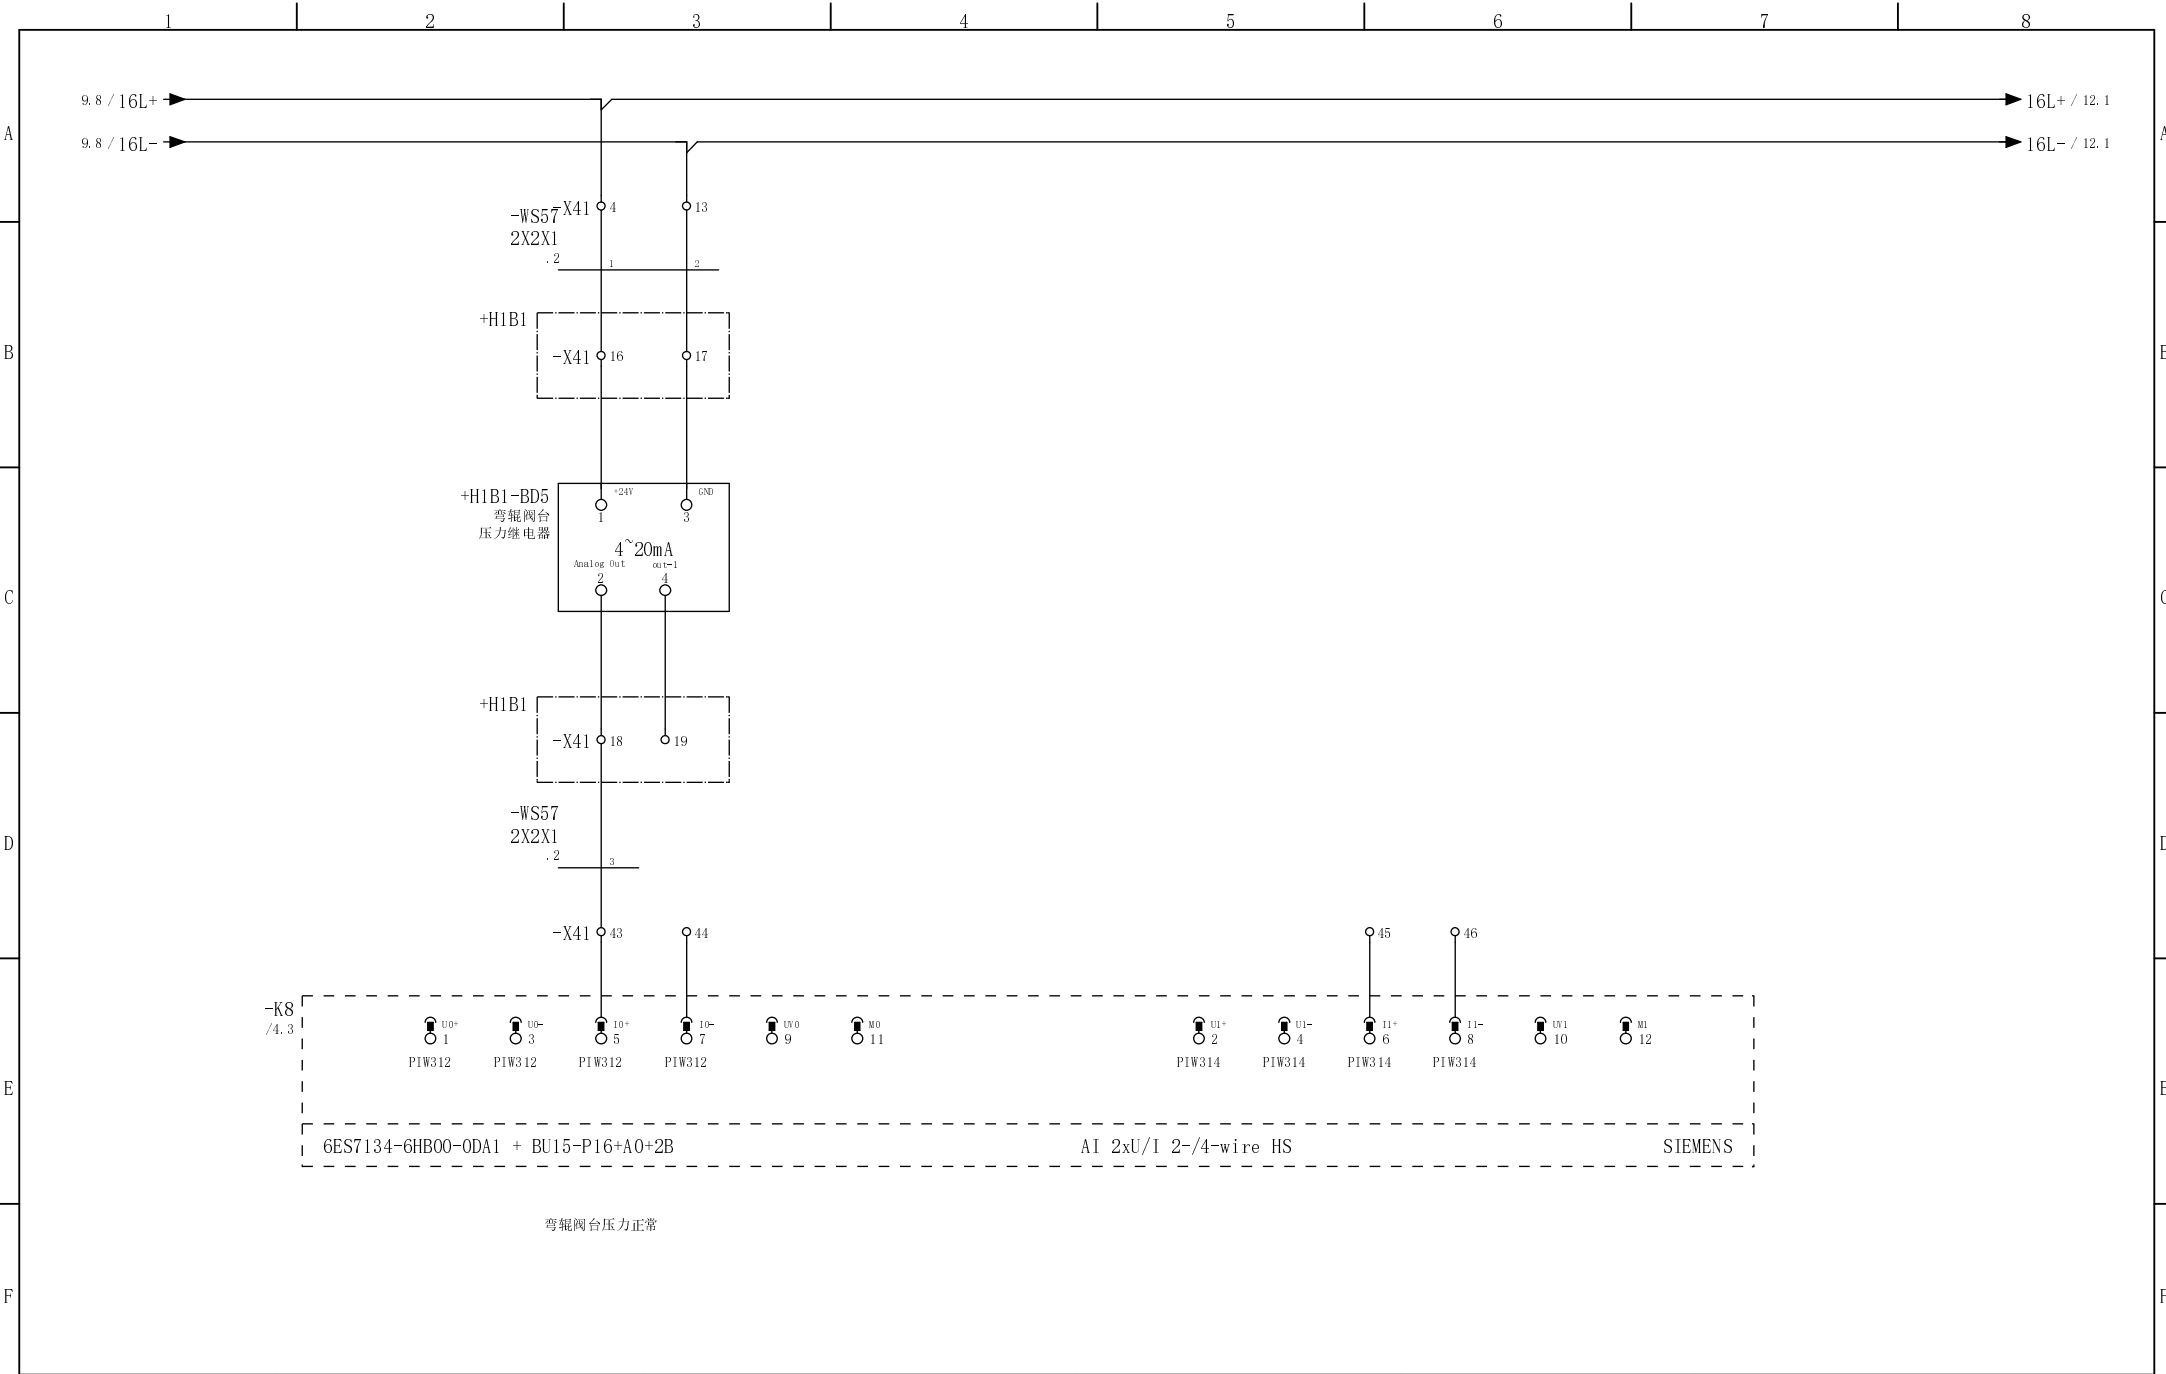 1 2 3 4 5 6 7 8
9.8 / 16L+
16L+ / 12.1
A
9.8 / 16L-
16L- / 12.1
-X41 4 13
-WS57
2X2X1
.2 1 2
+H1B1
B
-X41 16 17
+H1B1-BD5
+24V GND
弯辊阀台
1 3
压力继电器
4~20mA
Analog Out out-1
2 4
C
+H1B1
-X41 18 19
-WS57
2X2X1
D
.2 3
-X41 43 44 45 46
-K8
/4.3
U0+ U0- I0+ I0- UV0 M0 U1+ U1- I1+ I1- UV1 M1
1 3 5 7 9 11 2 4 6 8 10 12
PIW312 PIW312 PIW312 PIW312 PIW314 PIW314 PIW314 PIW314
E
6ES7134-6HB00-0DA1 + BU15-P16+A0+2B AI 2xU/I 2-/4-wire HS SIEMENS
弯辊阀台压力正常
F